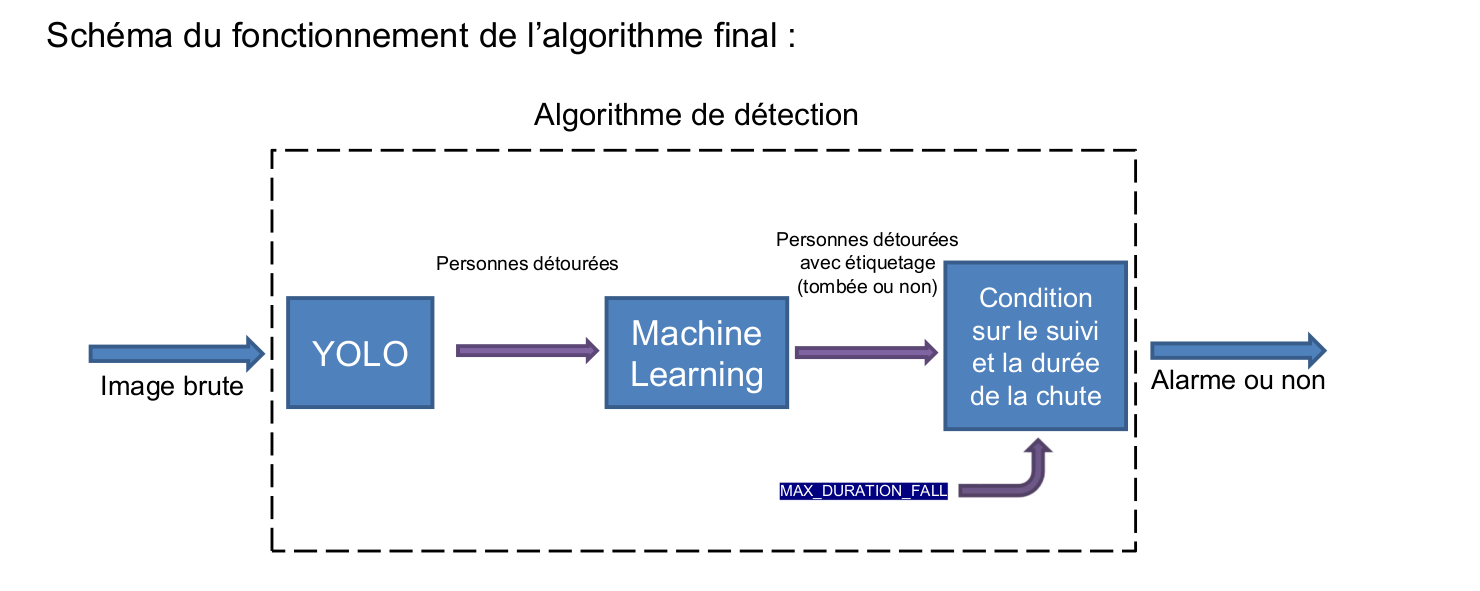 Schéma du fonctionnement de l’algorithme final :
Algorithme de détection
Image brute
YOLO
Personnes détourées
Machine
Learning
Personnes détourées
avec étiquetage
(tombée ou non)
Condition
sur le suivi
et la durée
de la chute
MAX_DURATION_FALL
Alarme ou non